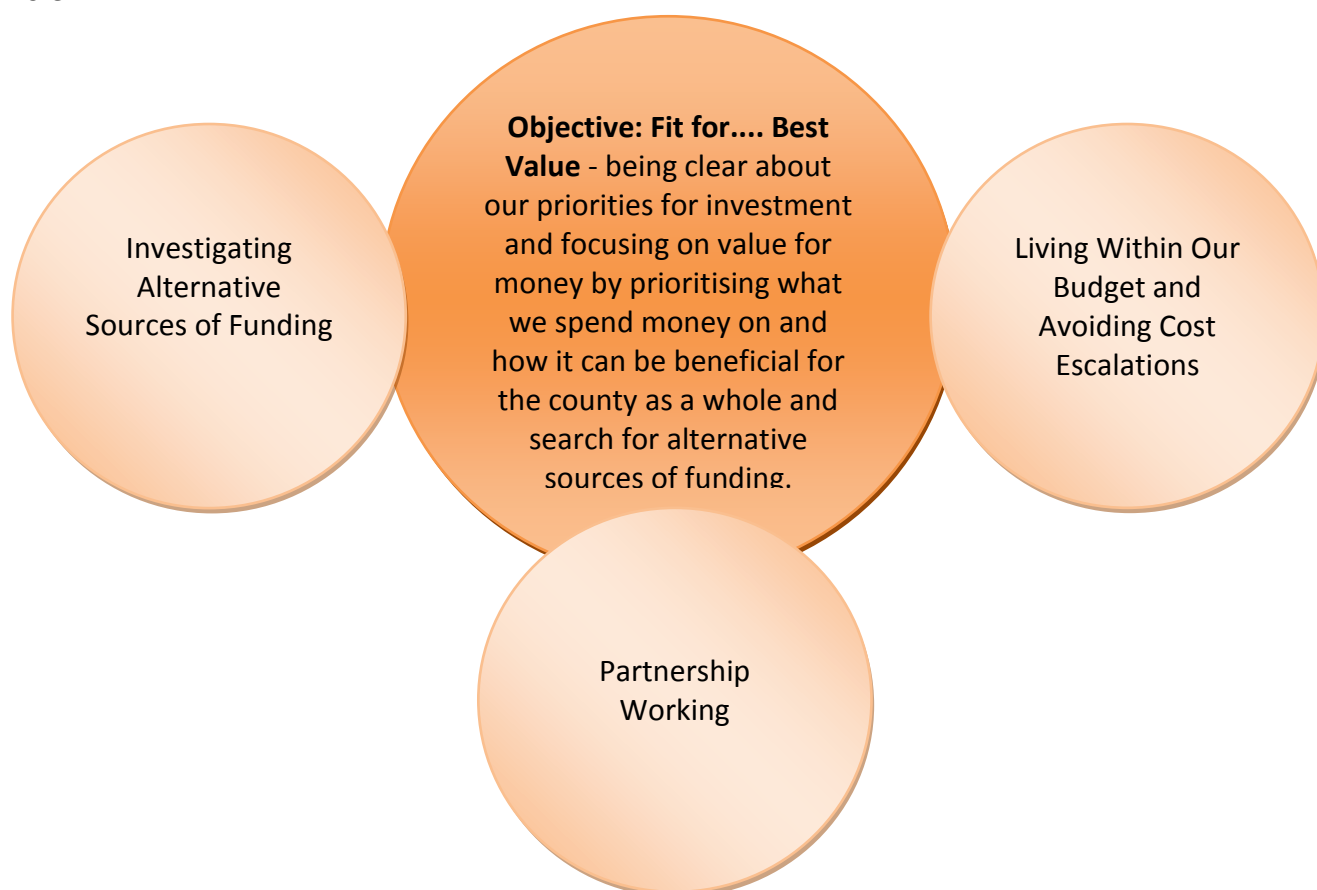 Objective: Fit for.... Best
Value - being clear about
our priorities for investment
and focusing on value for
money by prioritising what
we spend money on and
how it can be beneficial for
the county as a whole and
search for alternative
sources of funding.
Investigating
Alternative
Sources of Funding
Living Within Our
Budget and
Avoiding Cost
Escalations
Partnership
Working